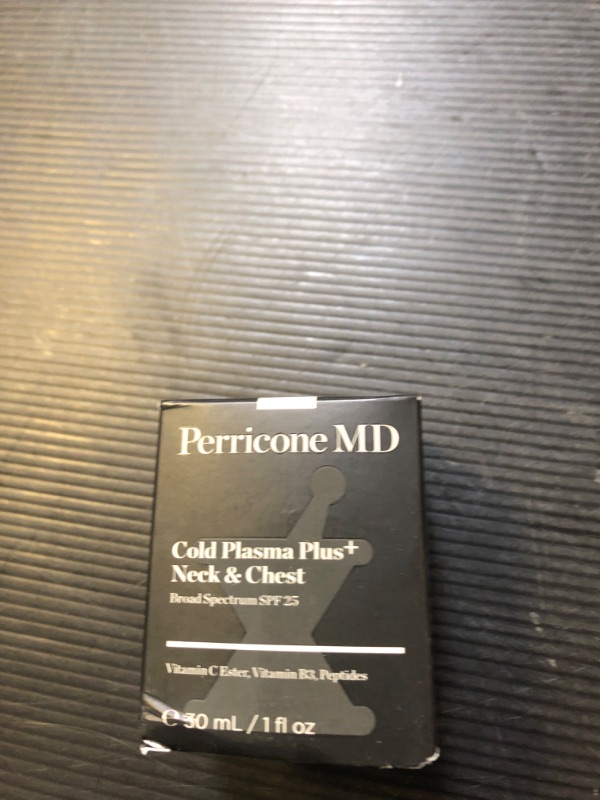 Perricone MD
Cold Plasma Plus+
Neck & Chest
Broad Spectrum SPF 25
Vitamin C Ester, Vitamin B3, Peptides
℮ 30 mL / 1 fl oz